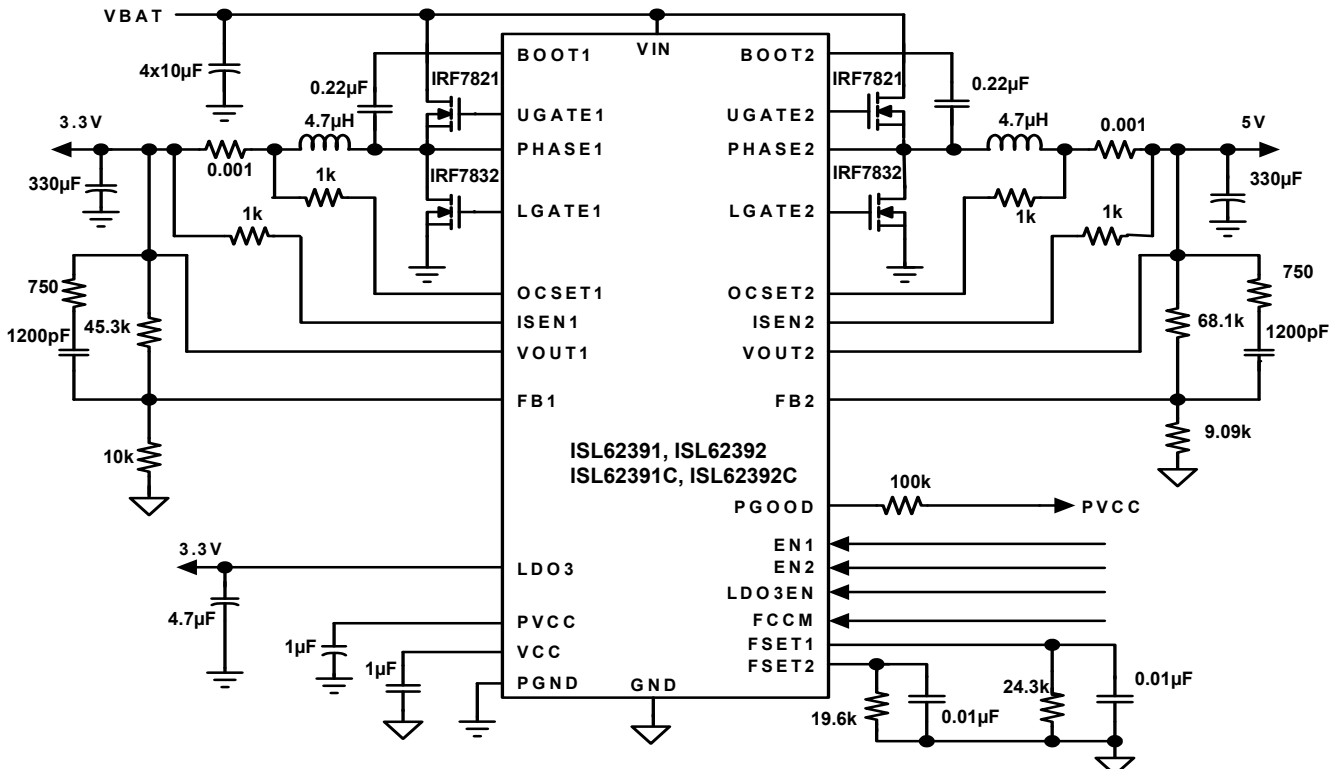 VBAT
VIN
4x10µF
BOOT1
BOOT2
IRF7821
IRF7821
0.22µF
0.22µF
UGATE1
UGATE2
3.3V
4.7µH
4.7µH
0.001
5V
PHASE1
PHASE2
0.001
330µF
1k
IRF7832
IRF7832
1k
330µF
1k
LGATE1
LGATE2
1k
750
OCSET1
OCSET2
750
1200pF
45.3k
ISEN1
ISEN2
68.1k
1200pF
VOUT1
VOUT2
FB1
FB2
10k
9.09k
ISL62391, ISL62392
ISL62391C, ISL62392C
PGOOD
100k
PVCC
3.3V
EN1
LDO3
EN2
LDO3EN
4.7µF
PVCC
FCCM
1µF
FSET1
VCC
FSET2
1µF
PGND
GND
19.6k
0.01µF
24.3k
0.01µF